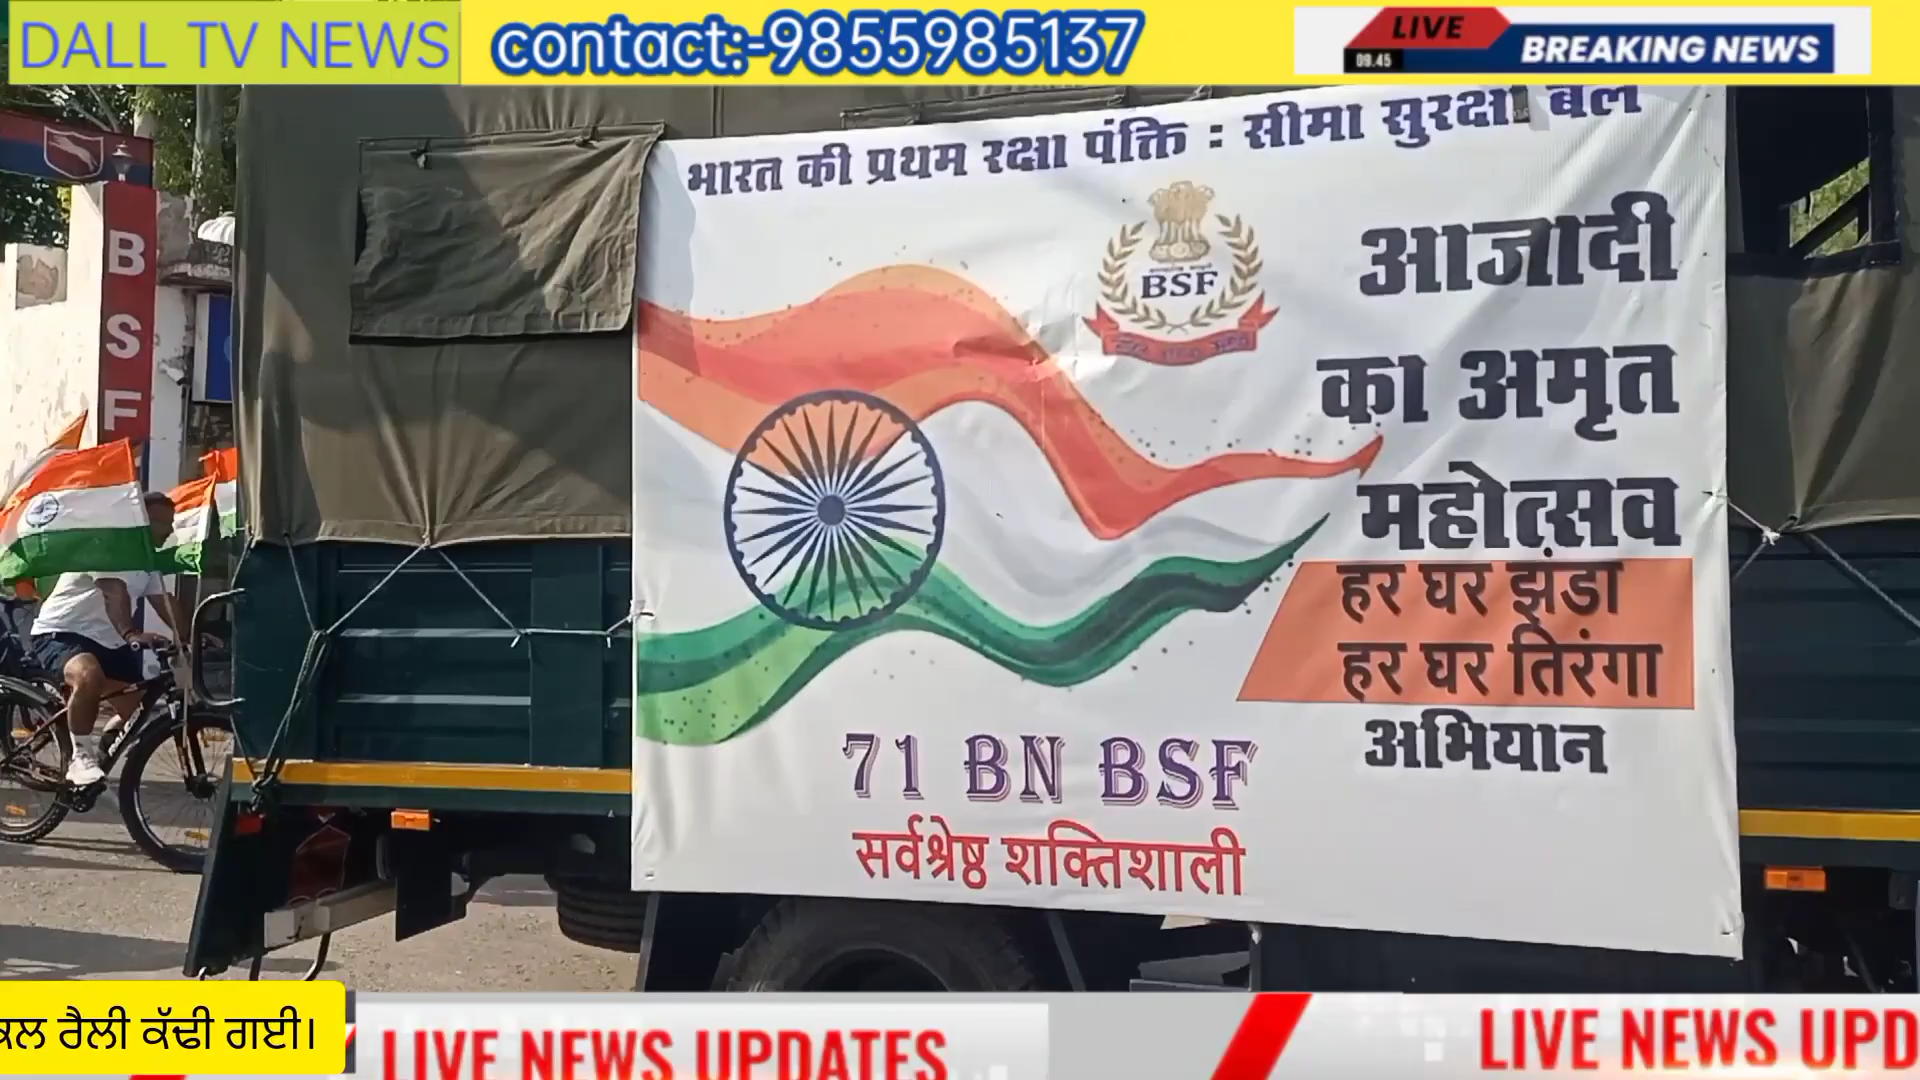 DALL TV NEWS
contact:-9855985137
LIVE
09.45
BREAKING NEWS
भारत की प्रथम रक्षा पंक्ति : सीमा सुरक्षा बल
BSF
आजादी
का अमृत
महोत्सव
हर घर झंडा
हर घर तिरंगा
अभियान
71 BN BSF
सर्वश्रेष्ठ शक्तिशाली
B
S
F
RALEIGH
ਰੈਲੀ ਕੱਢੀ ਗਈ।
LIVE NEWS UPDATES
LIVE NEWS UPD